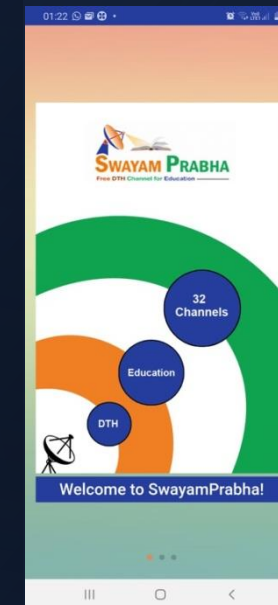 01:22
SWAYAM PRABHA
Free DTH Channel for Education
32
Channels
Education
DTH
Welcome to SwayamPrabha!